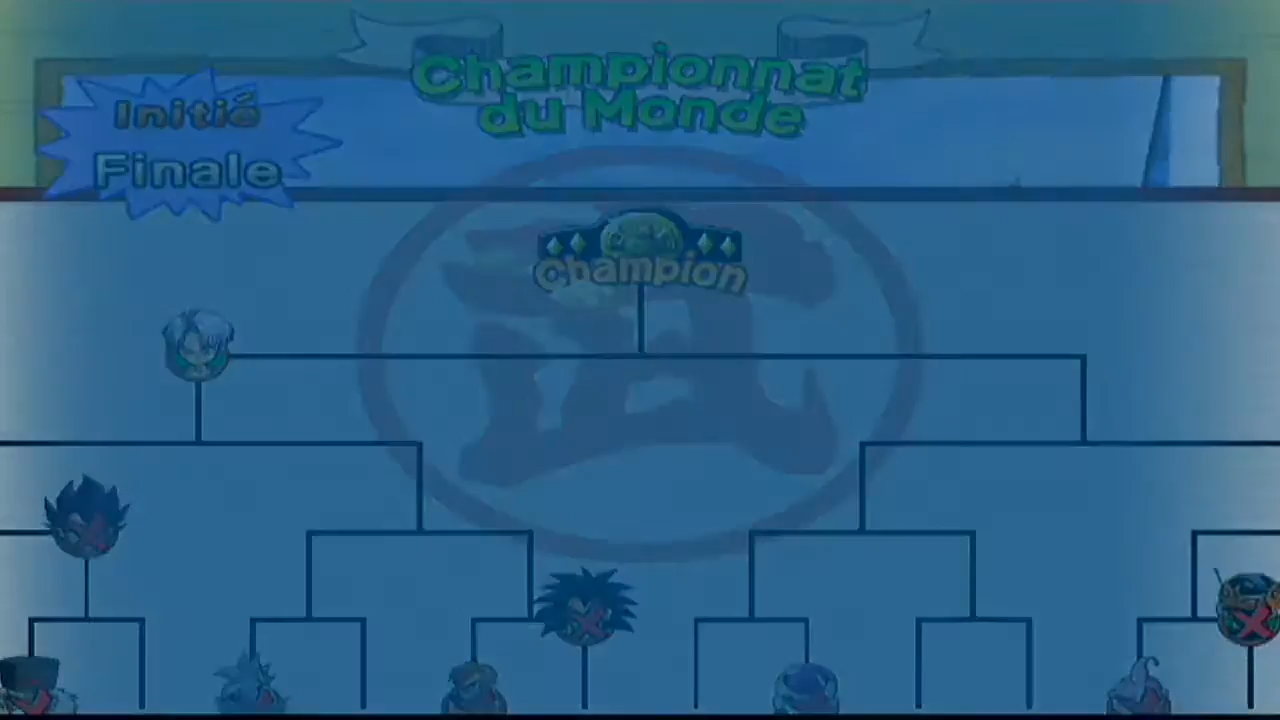 Championnat
du Monde
Initié
Finale
Champion